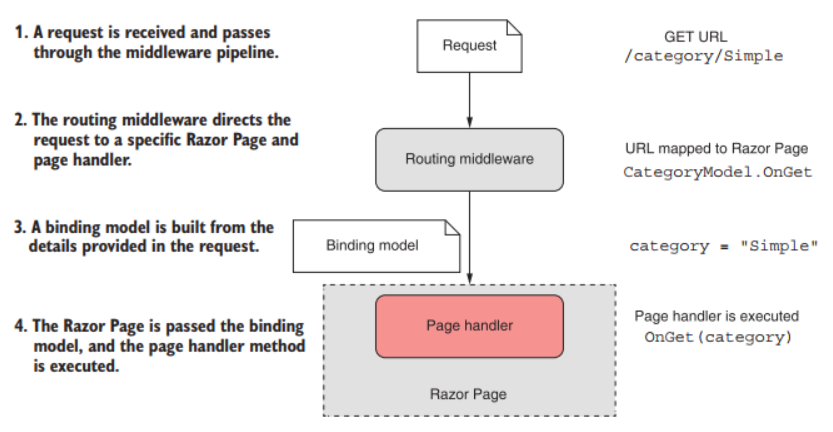 1. A request is received and passes
through the middleware pipeline.
Request
GET URL
/category/Simple
2. The routing middleware directs the
request to a specific Razor Page and
page handler.
Routing middleware
URL mapped to Razor Page
CategoryModel.OnGet
3. A binding model is built from the
details provided in the request.
Binding model
category = "Simple"
4. The Razor Page is passed the binding
model, and the page handler method
is executed.
Page handler
Razor Page
Page handler is executed
OnGet(category)